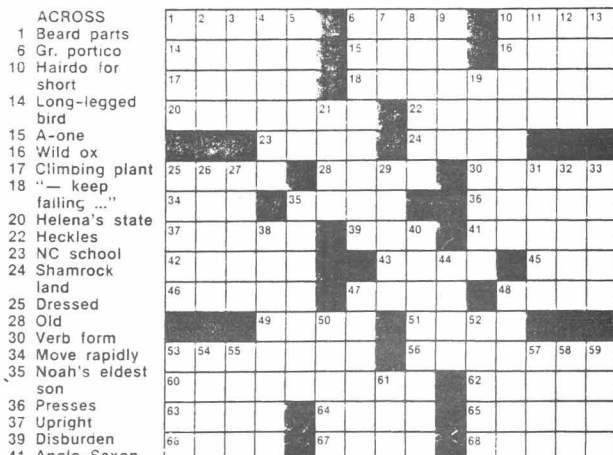 ACROSS
1 Beard parts
6 Gr. portico
10 Hairdo for
short
14 Long-legged
bird
15 A-one
16 Wild ox
17 Climbing plant
18 "— keep
falling ..."
20 Helena's state
22 Heckles
23 NC school
24 Shamrock
land
25 Dressed
28 Old
30 Verb form
34 Move rapidly
35 Noah's eldest
son
36 Presses
37 Upright
39 Disburden
41 Anglo-Saxon
1 2 3 4 5 6 7 8 9 10 11 12 13
14 15 16
17 18 19
20 21 22
23 24
25 26 27 28 29 30 31 32 33
34 35 36
37 38 39 40 41
42 43 44 45
46 47 48
49 50 51 52
53 54 55 56 57 58 59
60 61 62
63 64 65
66 67 68